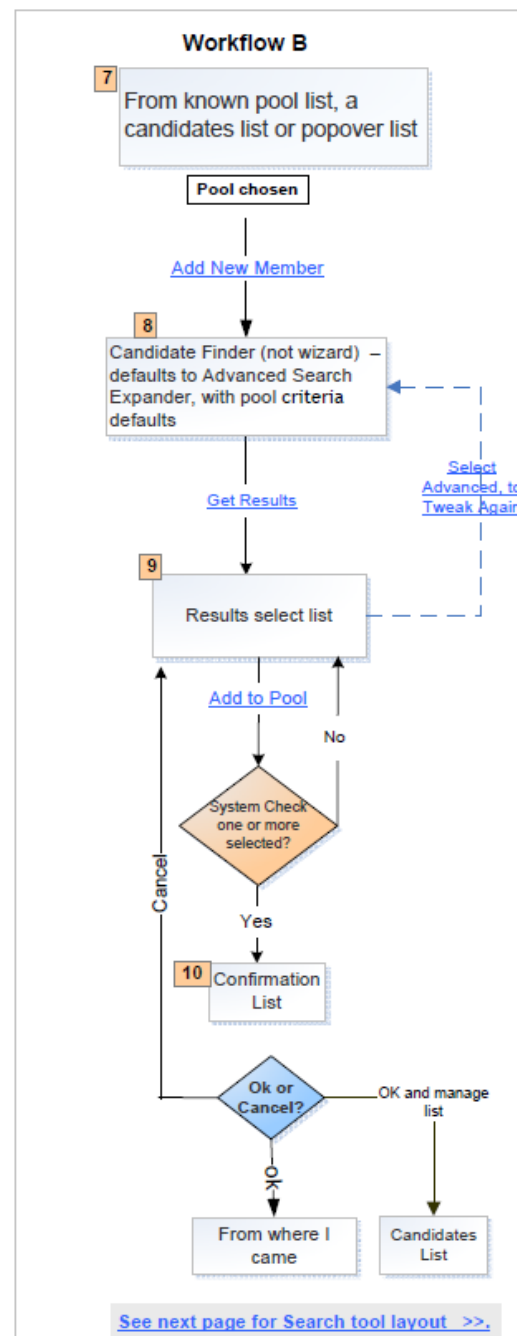 Workflow B
7
From known pool list, a
candidates list or popover list
Pool chosen
Add New Member
8
Candidate Finder (not wizard) –
defaults to Advanced Search
Expander, with pool criteria
defaults
Select
Advanced, to
Tweak Again
Get Results
9
Results select list
Add to Pool
No
System Check
one or more
selected?
Cancel
Yes
10
Confirmation
List
Ok or
Cancel?
OK and manage
list
ok
From where I
came
Candidates
List
See next page for Search tool layout >>.